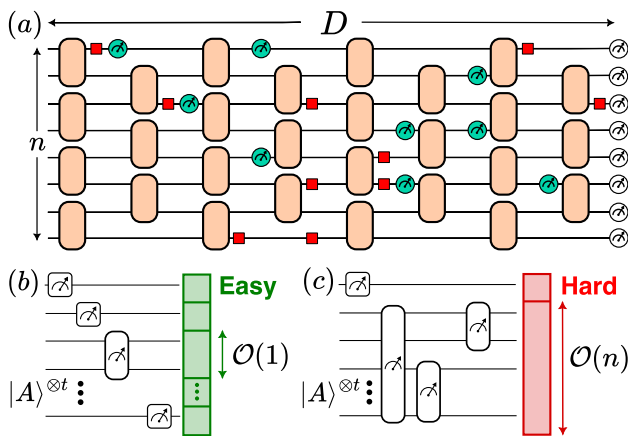 (a)
D
n
(b)
Easy
O(1)
|A⟩⊗t
(c)
Hard
O(n)
|A⟩⊗t